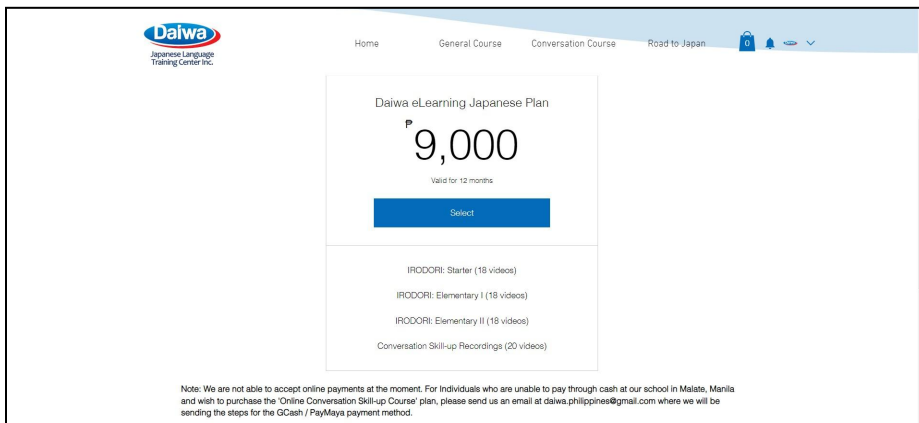 Daiwa
Japanese Language
Training Center Inc.
Home General Course Conversation Course Road to Japan 0
Daiwa eLearning Japanese Plan
₱9,000
Valid for 12 months
Select
IRODORI: Starter (18 videos)
IRODORI: Elementary I (18 videos)
IRODORI: Elementary II (18 videos)
Conversation Skill-up Recordings (20 videos)
Note: We are not able to accept online payments at the moment. For Individuals who are unable to pay through cash at our school in Malate, Manila
and wish to purchase the 'Online Conversation Skill-up Course' plan, please send us an email at daiwa.philippines@gmail.com where we will be
sending the steps for the GCash / PayMaya payment method.